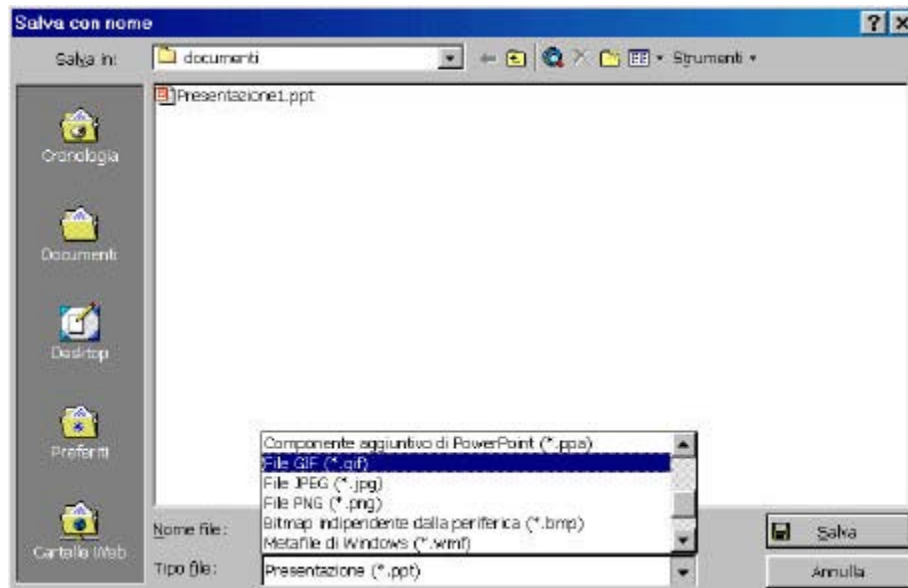 Salva con nome
Salva in:
documenti
Strumenti
Presentazione1.ppt
Cronologia
Documenti
Desktop
Preferiti
Cartelle Web
Componente aggiuntivo di PowerPoint (*.ppa)
File GIF (*.gif)
File JPEG (*.jpg)
File PNG (*.png)
Bitmap indipendente dalla periferica (*.bmp)
Metafile di Windows (*.wmf)
Nome file:
Salva
Tipo file:
Presentazione (*.ppt)
Annulla